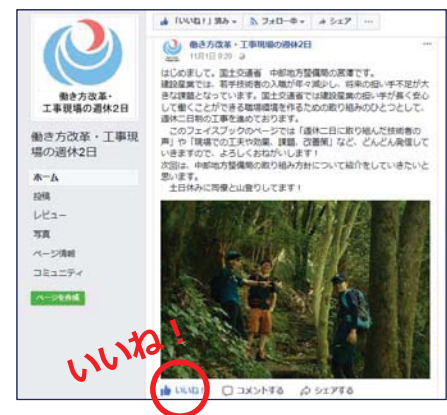 「いいね!」済み
フォロー中
シェア
働き方改革・
工事現場の週休2日
働き方改革・工事現
場の週休2日
ホーム
投稿
レビュー
写真
ページ情報
コミュニティ
ページを作成
働き方改革・工事現場の週休2日
11月1日 9:20
はじめまして。国土交通省 中部地方整備局の
です。
建設産業では、若手技術者の入職が年々減少し、将来の担い手不足が大
きな課題となっています。国土交通省では建設産業の担い手が長く安心
して働くことができる職場環境を作るための取り組みのひとつとして、
週休二日制の工事を進めております。
このフェイスブックのページでは「週休二日に取り組んだ技術者の
声」や「現場での工夫や効果、課題、改善策」など、どんどん発信して
いきますので、よろしくおねがいします!
次回は、中部地方整備局の取り組み方針について紹介をしていきたいと
思います。
土日休みに同僚と山登りしてます!
いいね!
いいね!
コメントする
シェアする